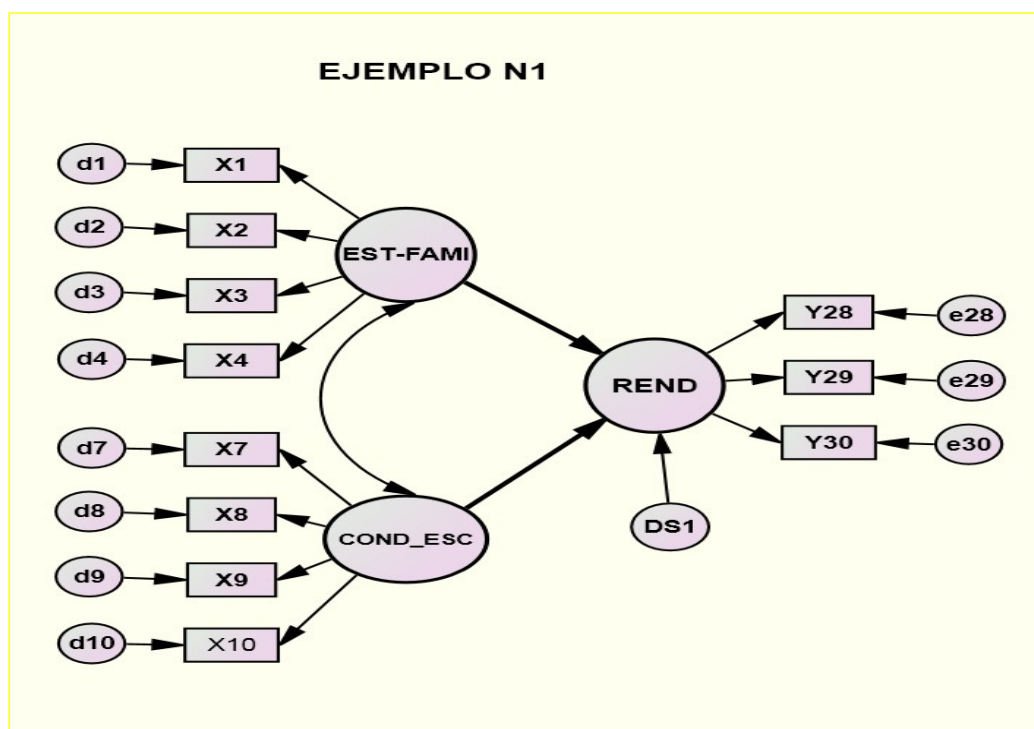 EJEMPLO N1
d1
X1
d2
X2
EST-FAMI
d3
X3
Y28
e28
d4
X4
REND
Y29
e29
d7
X7
Y30
e30
d8
X8
DS1
COND_ESC
d9
X9
d10
X10